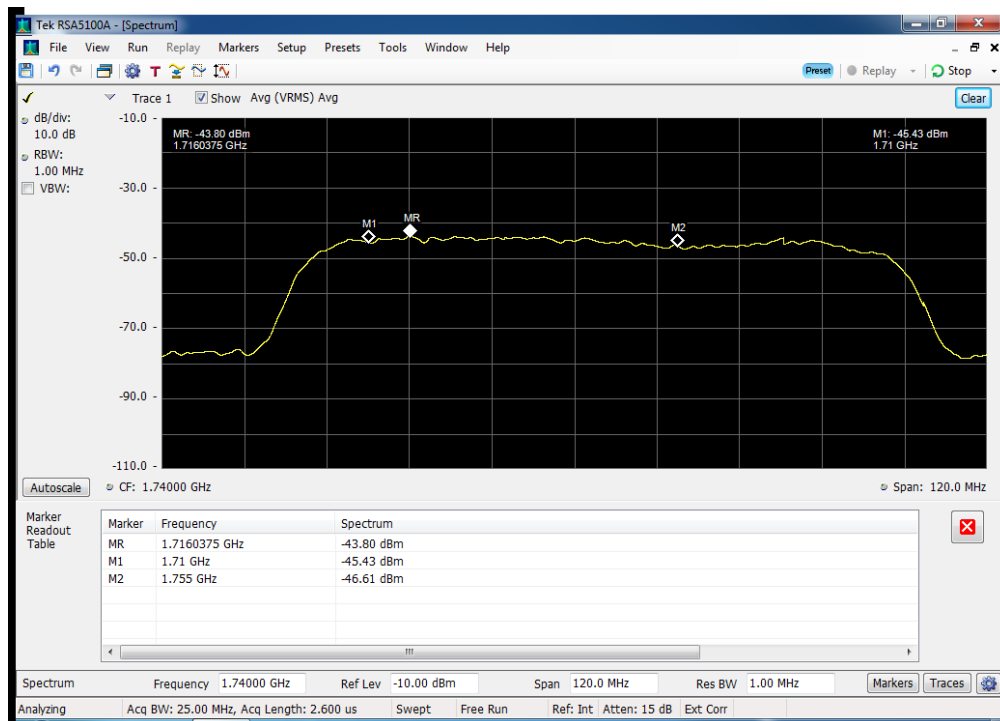 Tek RSA5100A - [Spectrum]
File View Run Replay Markers Setup Presets Tools Window Help
T Preset Replay Stop
Trace 1 Show Avg (VRMS) Avg Clear
dB/div:
10.0 dB
RBW:
1.00 MHz
VBW:
-10.0
-30.0
-50.0
-70.0
-90.0
-110.0
MR: -43.80 dBm
1.7160375 GHz
M1: -45.43 dBm
1.71 GHz
M1
MR
M2
Autoscale CF: 1.74000 GHz Span: 120.0 MHz
Marker
Readout
Table
Marker Frequency Spectrum
MR 1.7160375 GHz -43.80 dBm
M1 1.71 GHz -45.43 dBm
M2 1.755 GHz -46.61 dBm
Spectrum Frequency 1.74000 GHz Ref Lev -10.00 dBm Span 120.0 MHz Res BW 1.00 MHz Markers Traces
Analyzing Acq BW: 25.00 MHz, Acq Length: 2.600 us Swept Free Run Ref: Int Atten: 15 dB Ext Corr